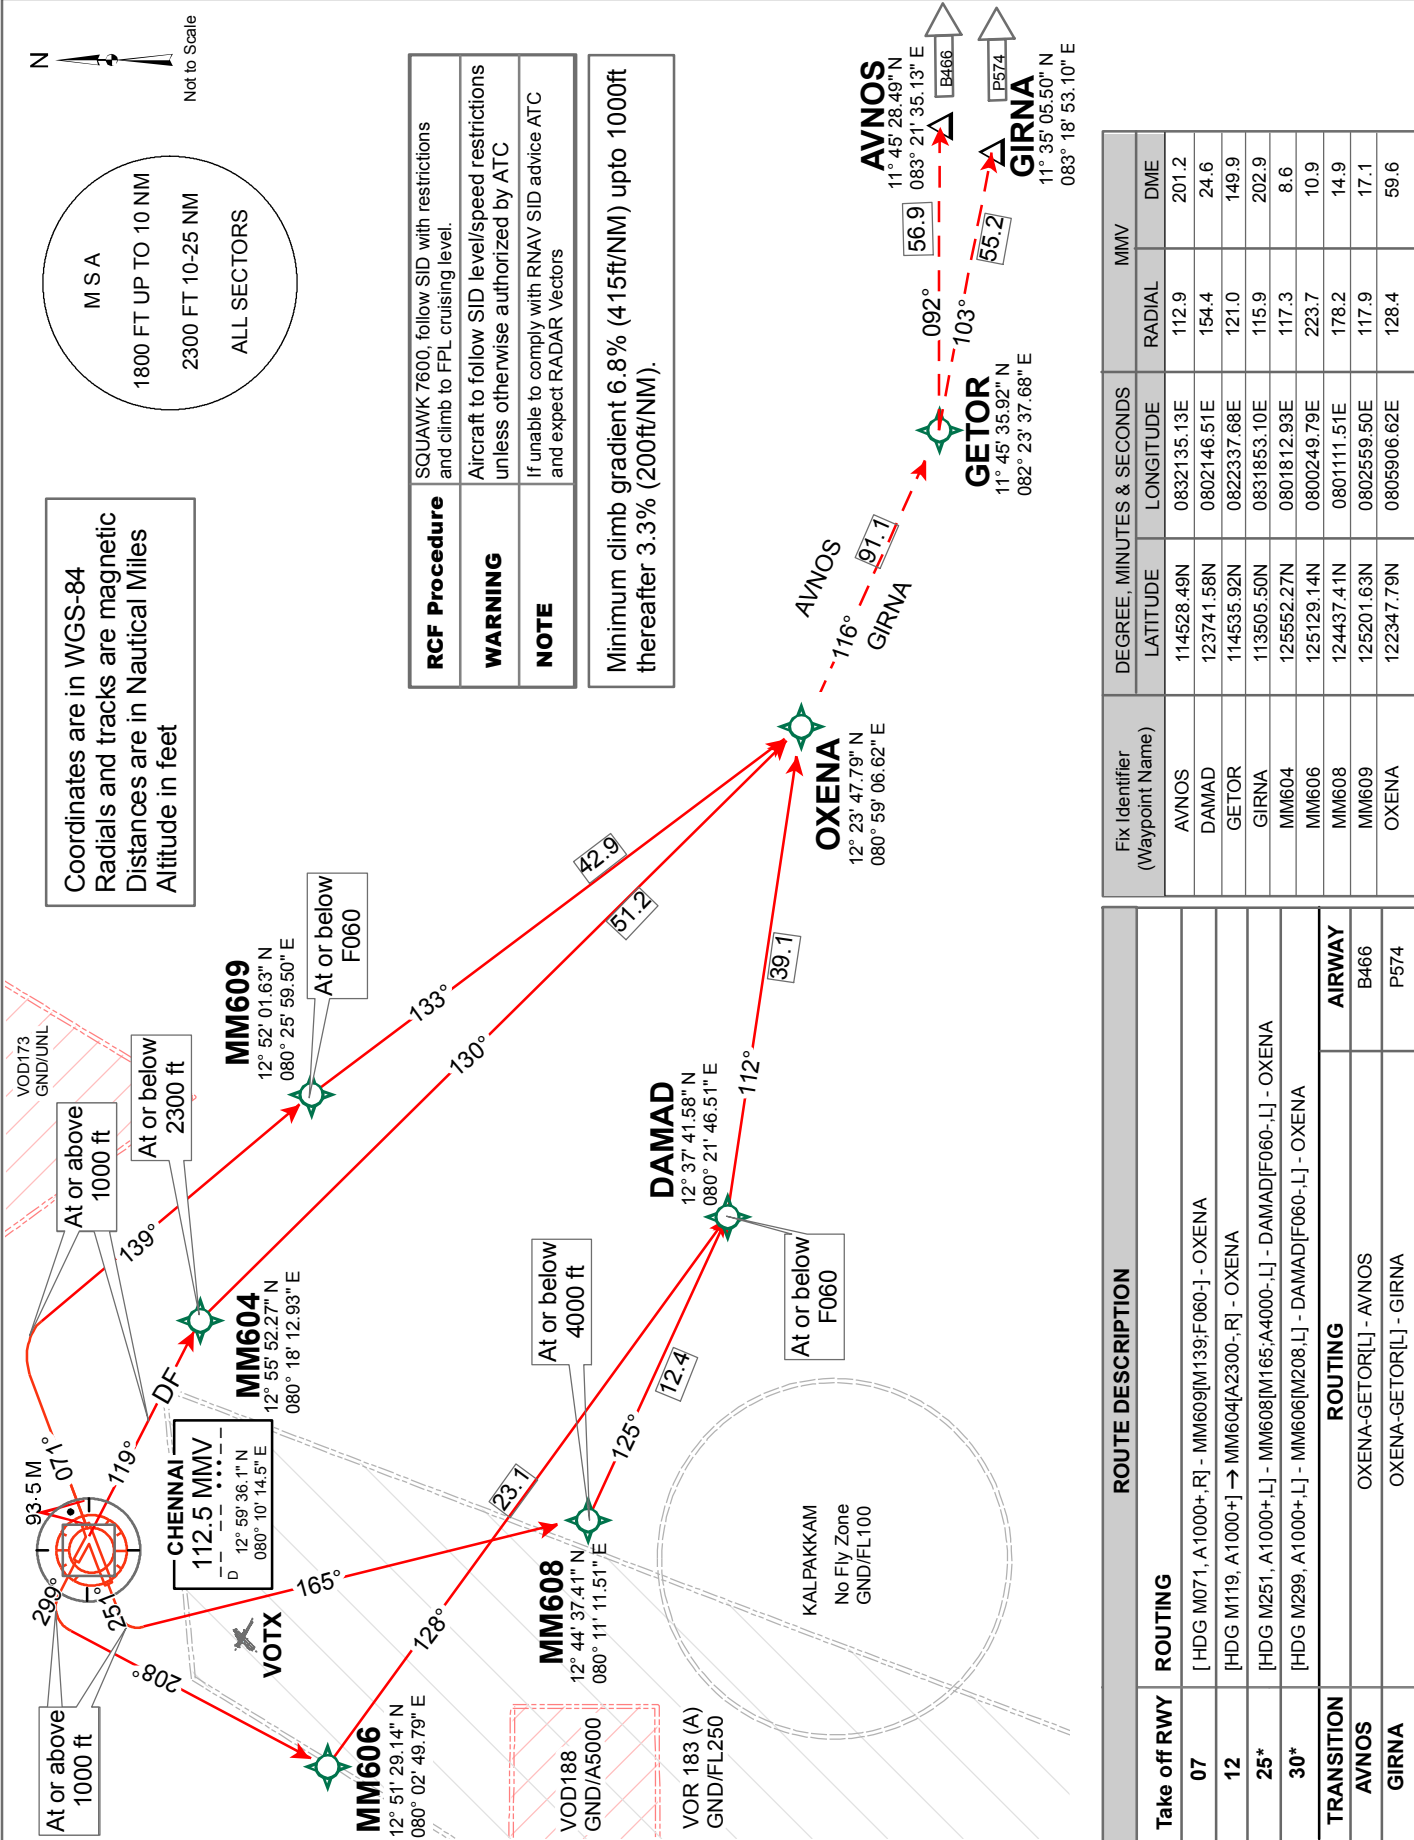 N
Not to Scale
M S A
1800 FT UP TO 10 NM
2300 FT 10-25 NM
ALL SECTORS
Coordinates are in WGS-84
Radials and tracks are magnetic
Distances are in Nautical Miles
Altitude in feet
RCF Procedure
SQUAWK 7600, follow SID with restrictions
and climb to FPL cruising level.
WARNING
Aircraft to follow SID level/speed restrictions
unless otherwise authorized by ATC
NOTE
If unable to comply with RNAV SID advice ATC
and expect RADAR Vectors
Minimum climb gradient 6.8% (415ft/NM) upto 1000ft
thereafter 3.3% (200ft/NM).
VOD173
GND/UNL
At or above
1000 ft
At or below
2300 ft
MM609
12° 52' 01.63" N
080° 25' 59.50" E
At or below
F060
93.5 M
071°
119°
299°
251°
DF
139°
133°
130°
42.9
51.2
MM604
12° 55' 52.27" N
080° 18' 12.93" E
CHENNAI
112.5 MMV
D
12° 59' 36.1" N
080° 10' 14.5" E
At or above
1000 ft
208°
165°
VOTX
128°
23.1
MM606
12° 51' 29.14" N
080° 02' 49.79" E
MM608
12° 44' 37.41" N
080° 11' 11.51" E
At or below
4000 ft
125°
12.4
DAMAD
12° 37' 41.58" N
080° 21' 46.51" E
At or below
F060
112°
39.1
OXENA
12° 23' 47.79" N
080° 59' 06.62" E
AVNOS
116°
91.1
GIRNA
GETOR
11° 45' 35.92" N
082° 23' 37.68" E
092°
56.9
103°
55.2
AVNOS
11° 45' 28.49" N
083° 21' 35.13" E
B466
P574
GIRNA
11° 35' 05.50" N
083° 18' 53.10" E
VOD188
GND/A5000
VOR 183 (A)
GND/FL250
KALPAKKAM
No Fly Zone
GND/FL100
ROUTE DESCRIPTION
Take off RWY ROUTING
07 [ HDG M071, A1000+,R] - MM609[M139;F060-] - OXENA
12 [HDG M119, A1000+] → MM604[A2300-,R] - OXENA
25* [HDG M251, A1000+,L] - MM608[M165;A4000-,L] - DAMAD[F060-,L] - OXENA
30* [HDG M299, A1000+,L] - MM606[M208,L] - DAMAD[F060-,L] - OXENA
TRANSITION ROUTING AIRWAY
AVNOS OXENA-GETOR[L] - AVNOS B466
GIRNA OXENA-GETOR[L] - GIRNA P574
Fix Identifier
(Waypoint Name)
DEGREE, MINUTES & SECONDS MMV
LATITUDE LONGITUDE RADIAL DME
AVNOS 114528.49N 0832135.13E 112.9 201.2
DAMAD 123741.58N 0802146.51E 154.4 24.6
GETOR 114535.92N 0822337.68E 121.0 149.9
GIRNA 113505.50N 0831853.10E 115.9 202.9
MM604 125552.27N 0801812.93E 117.3 8.6
MM606 125129.14N 0800249.79E 223.7 10.9
MM608 124437.41N 0801111.51E 178.2 14.9
MM609 125201.63N 0802559.50E 117.9 17.1
OXENA 122347.79N 0805906.62E 128.4 59.6